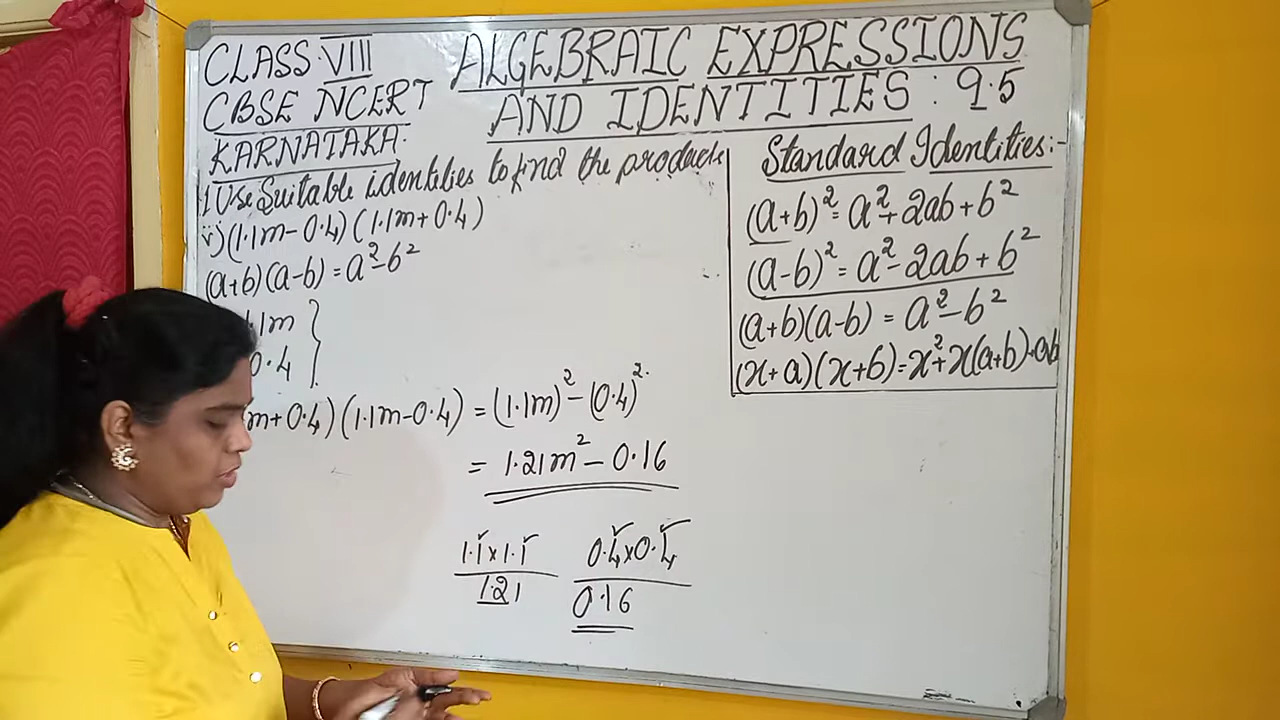 CLASS VIII
CBSE NCERT
KARNATAKA:
ALGEBRAIC EXPRESSIONS
AND IDENTITIES: 9.5
1. Use Suitable identities to find the products
v) (1.1m-0.4)(1.1m+0.4)
(a+b)(a-b) = a²-b²
1m
0.4
m+0.4)(1.1m-0.4) = (1.1m)² - (0.4)²
= 1.21m² - 0.16
1.1×1.1
1.21
0.4×0.4
0.16
Standard Identities:-
(a+b)² = a²+2ab+b²
(a-b)² = a²-2ab+b²
(a+b)(a-b) = a²-b²
(x+a)(x+b) = x²+x(a+b)+ab